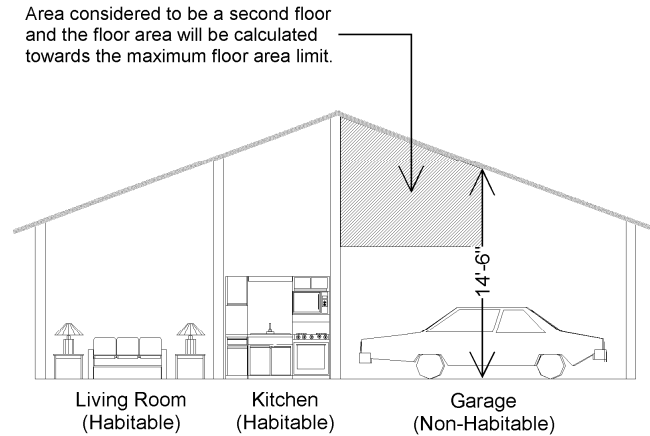 Area considered to be a second floor
and the floor area will be calculated
towards the maximum floor area limit.
14'-6"
Living Room
(Habitable)
Kitchen
(Habitable)
Garage
(Non-Habitable)